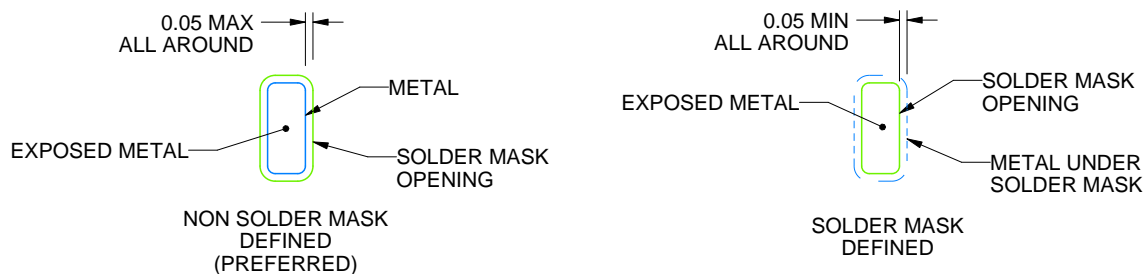 0.05 MAX
ALL AROUND
METAL
EXPOSED METAL
SOLDER MASK
OPENING
NON SOLDER MASK
DEFINED
(PREFERRED)
0.05 MIN
ALL AROUND
SOLDER MASK
OPENING
EXPOSED METAL
METAL UNDER
SOLDER MASK
SOLDER MASK
DEFINED